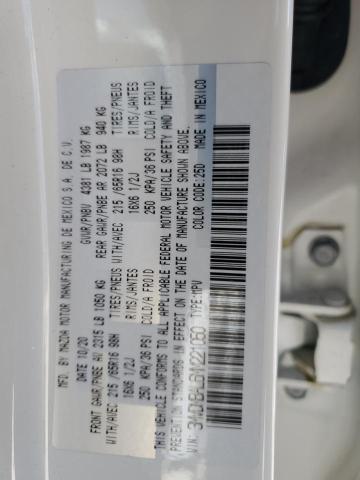 MFD BY MAZDA MOTOR MANUFACTURING DE MEXICO S.A. DE C.V.
10/20 GVWR/PNBV 4381 LB 1987 KG
FRONT GAWR/PNBE AV 2315 LB 1050 KG REAR GAWR/PNBE AR 2072 LB 940 KG
WITH/AVEC 215 /65R16 98H TIRES/PNEUS WITH/AVEC 215 /65R16 98H TIRES/PNEUS
16X6 1/2J RIMS/JANTES 16X6 1/2J RIMS/JANTES
250 KPA/36 PSI COLD/A FROID 250 KPA/36 PSI COLD/A FROID
THIS VEHICLE CONFORMS TO ALL APPLICABLE FEDERAL MOTOR VEHICLE SAFETY AND THEFT
PREVENTION STANDARDS IN EFFECT ON THE DATE OF MANUFACTURE SHOWN ABOVE.
VIN: TYPE:MPV COLOR CODE:25D MADE IN MEXICO